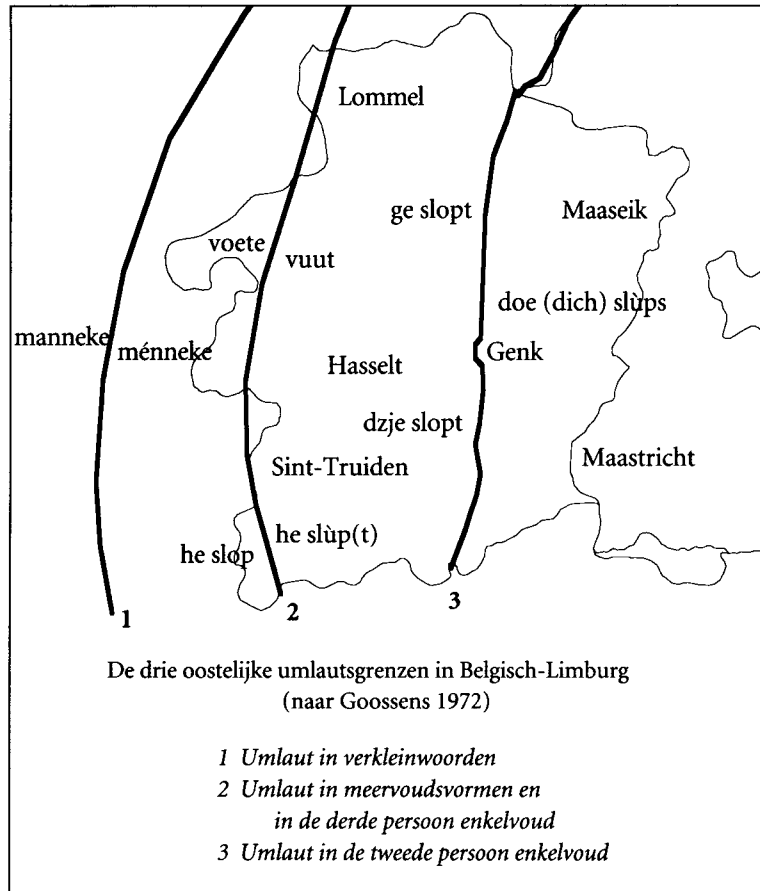 Lommel
ge slopt
Maaseik
voete
vuut
doe (dich) slùps
manneke
ménneke
Hasselt
Genk
dzje slopt
Sint-Truiden
Maastricht
he slop
he slùp(t)
1
2
3
De drie oostelijke umlautsgrenzen in Belgisch-Limburg
(naar Goossens 1972)
1 Umlaut in verkleinwoorden
2 Umlaut in meervoudsvormen en
in de derde persoon enkelvoud
3 Umlaut in de tweede persoon enkelvoud